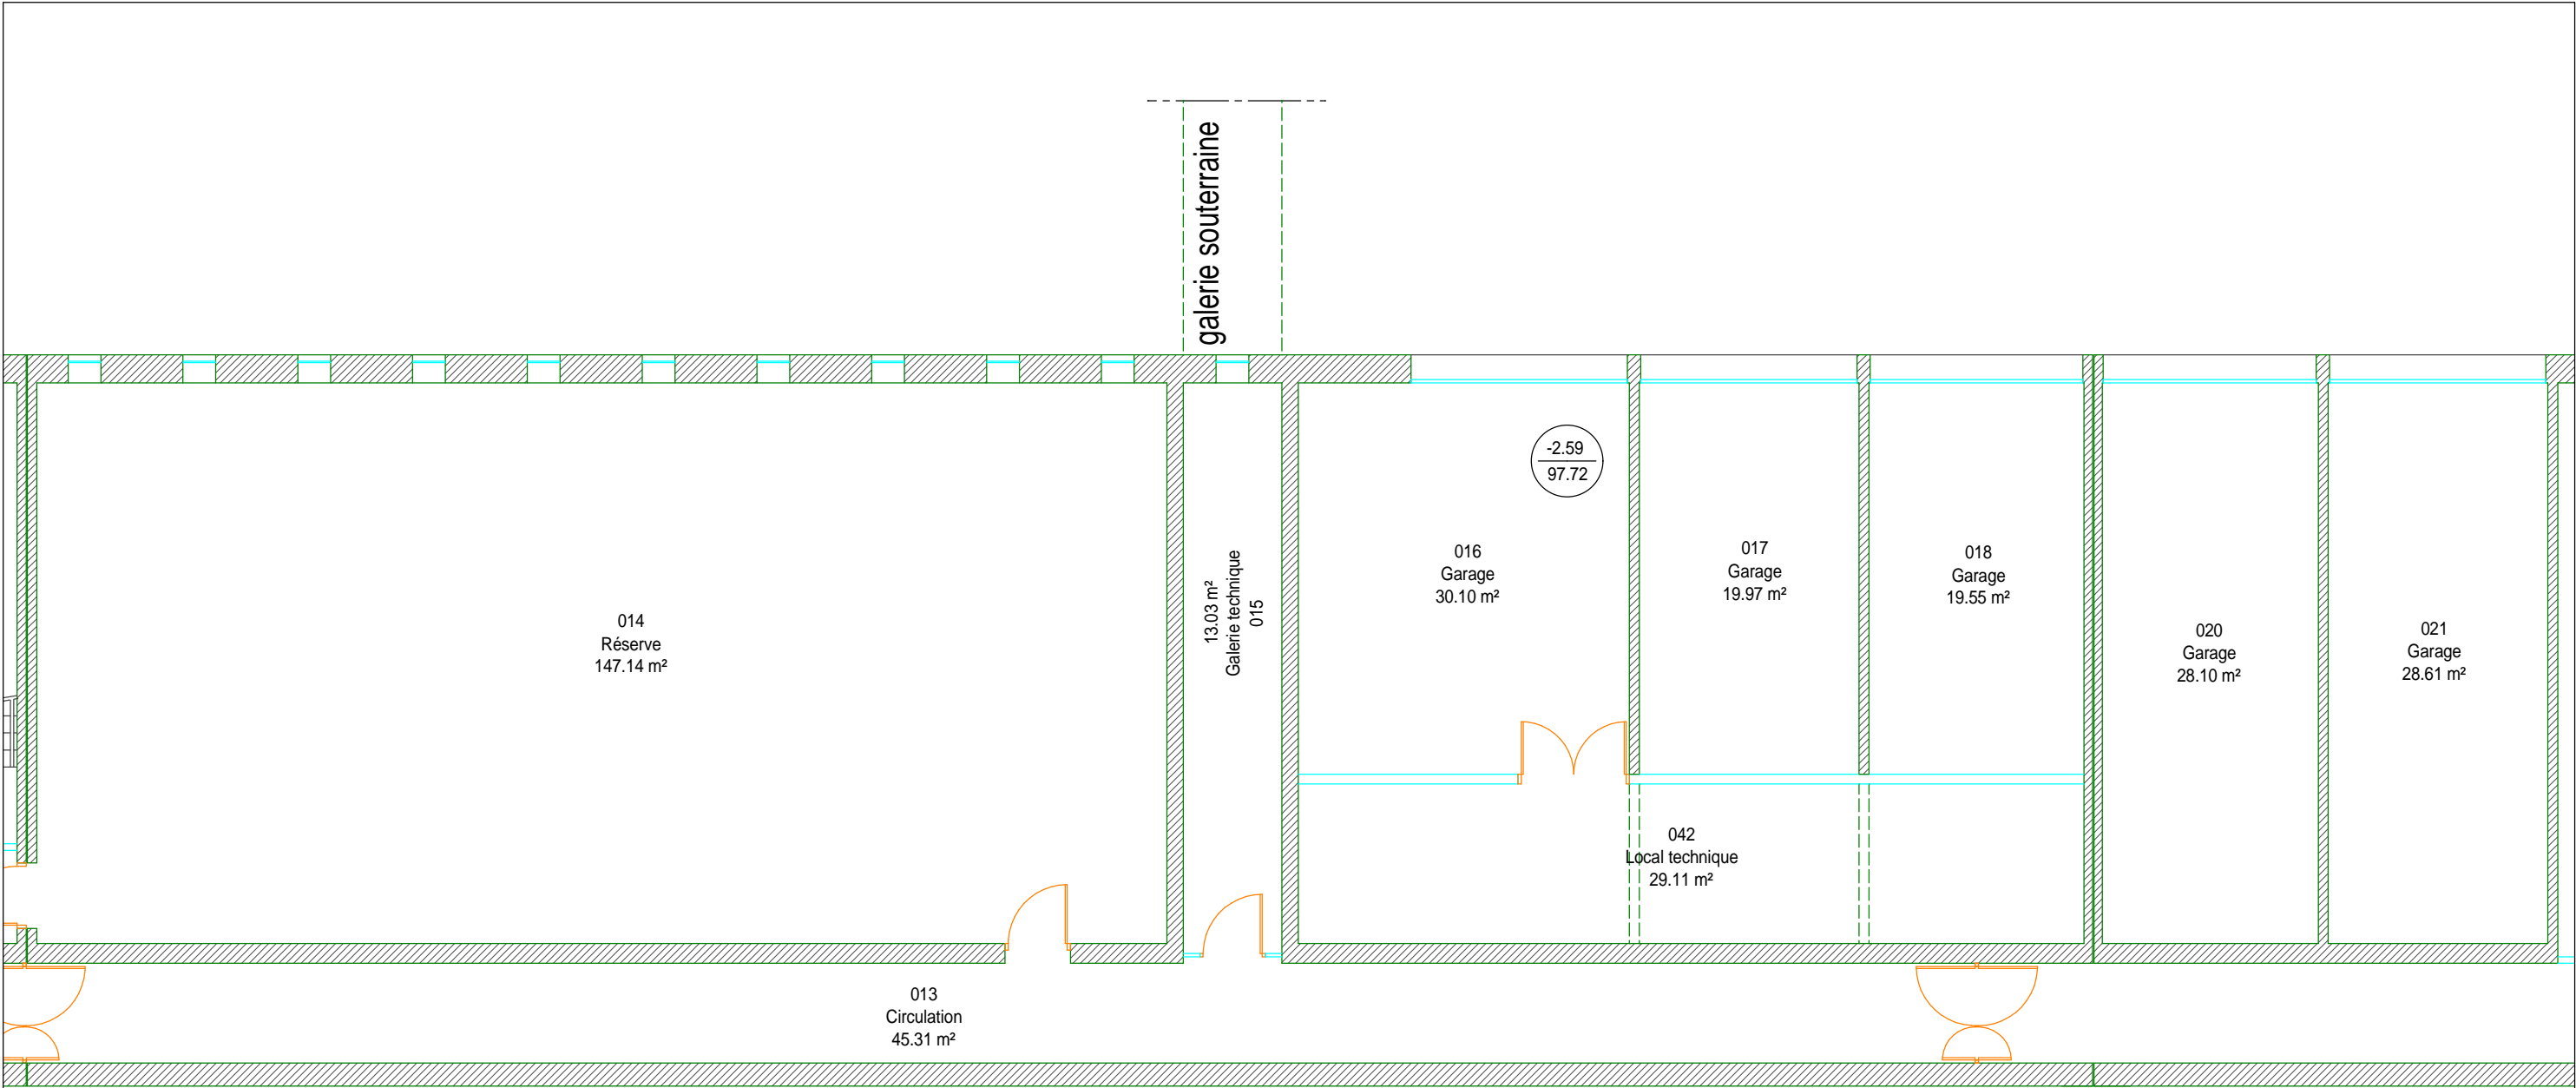 galerie souterraine
-2.59
97.72
014
Réserve
147.14 m²
13.03 m²
Galerie technique
015
016
Garage
30.10 m²
017
Garage
19.97 m²
018
Garage
19.55 m²
020
Garage
28.10 m²
021
Garage
28.61 m²
042
Local technique
29.11 m²
013
Circulation
45.31 m²